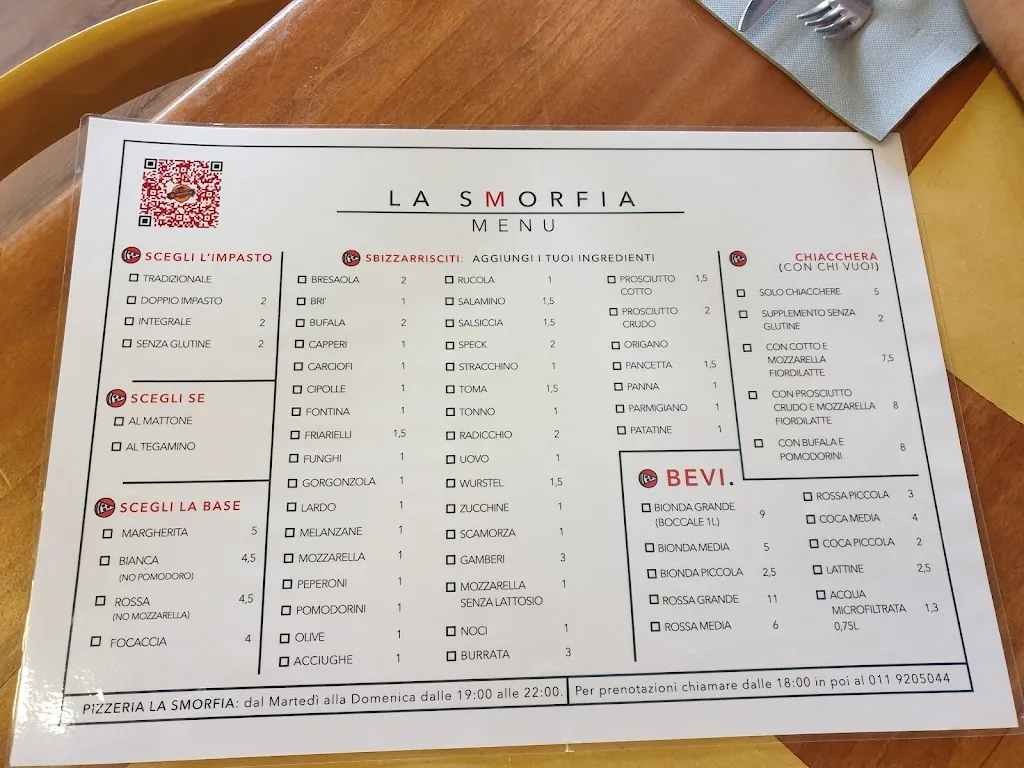 LA SMORFIA
MENU
SCEGLI L'IMPASTO
TRADIZIONALE
DOPPIO IMPASTO 2
INTEGRALE 2
SENZA GLUTINE 2
SCEGLI SE
AL MATTONE
AL TEGAMINO
SCEGLI LA BASE
MARGHERITA 5
BIANCA 4,5
(NO POMODORO)
ROSSA 4,5
(NO MOZZARELLA)
FOCACCIA 4
SBIZZARRISCITI: AGGIUNGI I TUOI INGREDIENTI
BRESAOLA 2
BRI' 1
BUFALA 2
CAPPERI 1
CARCIOFI 1
CIPOLLE 1
FONTINA 1
FRIARIELLI 1,5
FUNGHI 1
GORGONZOLA 1
LARDO 1
MELANZANE 1
MOZZARELLA 1
PEPERONI 1
POMODORINI 1
OLIVE 1
ACCIUGHE 1
RUCOLA 1
SALAMINO 1,5
SALSICCIA 1,5
SPECK 2
STRACCHINO 1
TOMA 1,5
TONNO 1
RADICCHIO 2
UOVO 1
WURSTEL 1,5
ZUCCHINE 1
SCAMORZA 1
GAMBERI 3
MOZZARELLA 1
SENZA LATTOSIO
NOCI 1
BURRATA 3
PROSCIUTTO 1,5
COTTO
PROSCIUTTO 2
CRUDO
ORIGANO
PANCETTA 1,5
PANNA 1
PARMIGIANO 1
PATATINE 1
CHIACCHERA
(CON CHI VUOI)
SOLO CHIACCHERE 5
SUPPLEMENTO SENZA
GLUTINE 2
CON COTTO E
MOZZARELLA 7,5
FIORDILATTE
CON PROSCIUTTO
CRUDO E MOZZARELLA 8
FIORDILATTE
CON BUFALA E
POMODORINI 8
BEVI.
BIONDA GRANDE 9
(BOCCALE 1L)
BIONDA MEDIA 5
BIONDA PICCOLA 2,5
ROSSA GRANDE 11
ROSSA MEDIA 6
ROSSA PICCOLA 3
COCA MEDIA 4
COCA PICCOLA 2
LATTINE 2,5
ACQUA
MICROFILTRATA 1,3
0,75L
PIZZERIA LA SMORFIA: dal Martedì alla Domenica dalle 19:00 alle 22:00.
Per prenotazioni chiamare dalle 18:00 in poi al 011 9205044